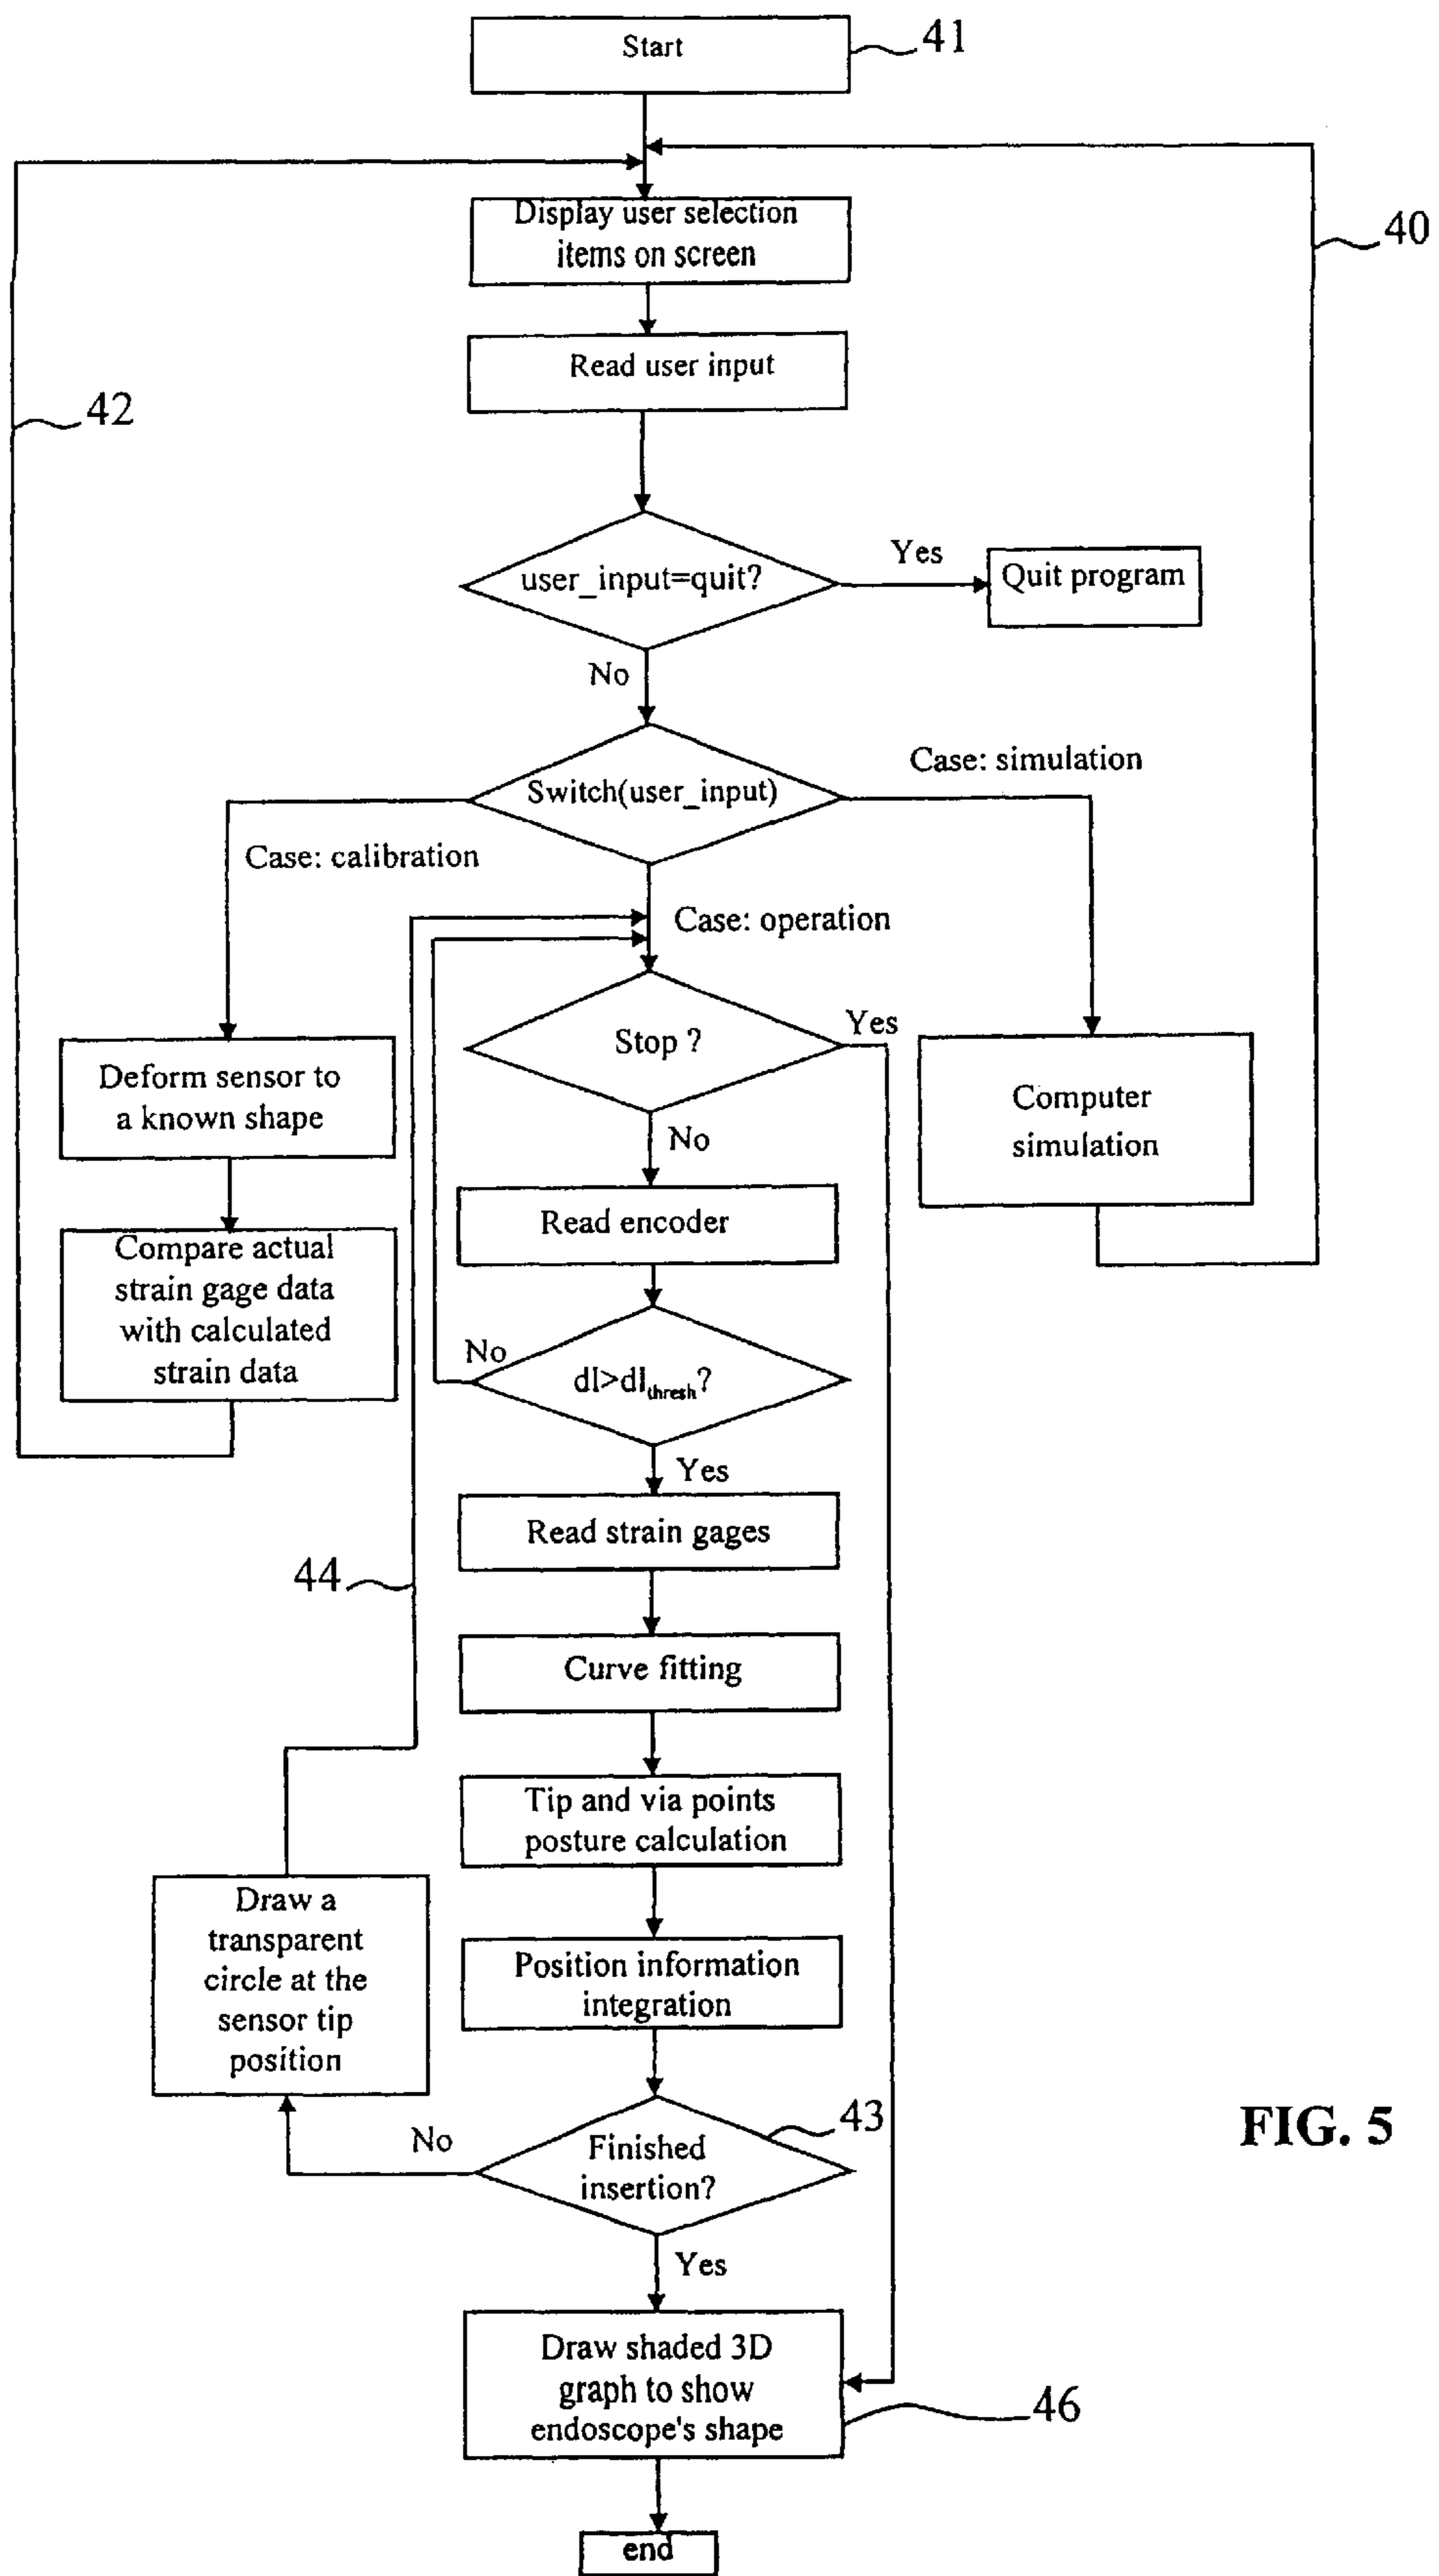 Start
41
Display user selection
items on screen
40
Read user input
42
user_input=quit?
Yes
Quit program
No
Switch(user_input)
Case: simulation
Case: calibration
Case: operation
Stop ?
Yes
Deform sensor to
a known shape
Computer
simulation
No
Read encoder
Compare actual
strain gage data
with calculated
strain data
No
dl>dlthresh?
Yes
Read strain gages
44
Curve fitting
Tip and via points
posture calculation
Draw a
transparent
circle at the
sensor tip
position
Position information
integration
43
No
Finished
insertion?
FIG. 5
Yes
Draw shaded 3D
graph to show
endoscope's shape
46
end